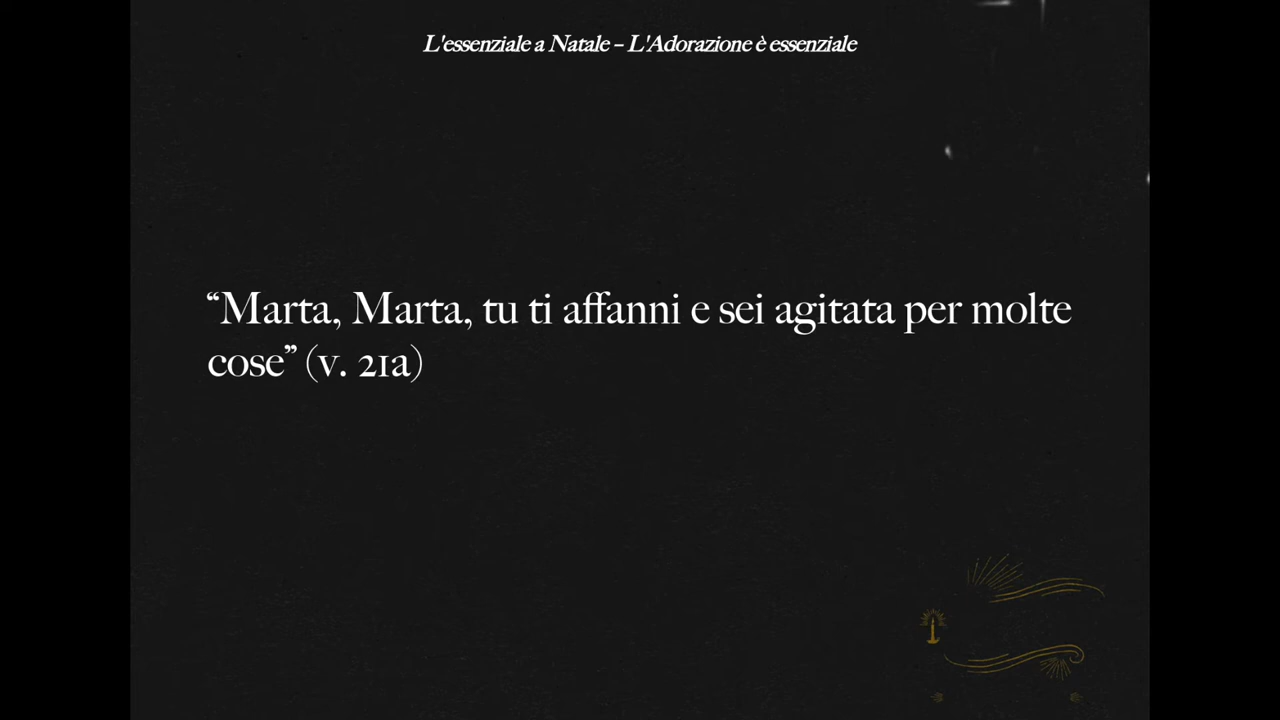 L'essenziale a Natale – L'Adorazione è essenziale
“Marta, Marta, tu ti affanni e sei agitata per molte
cose” (v. 21a)